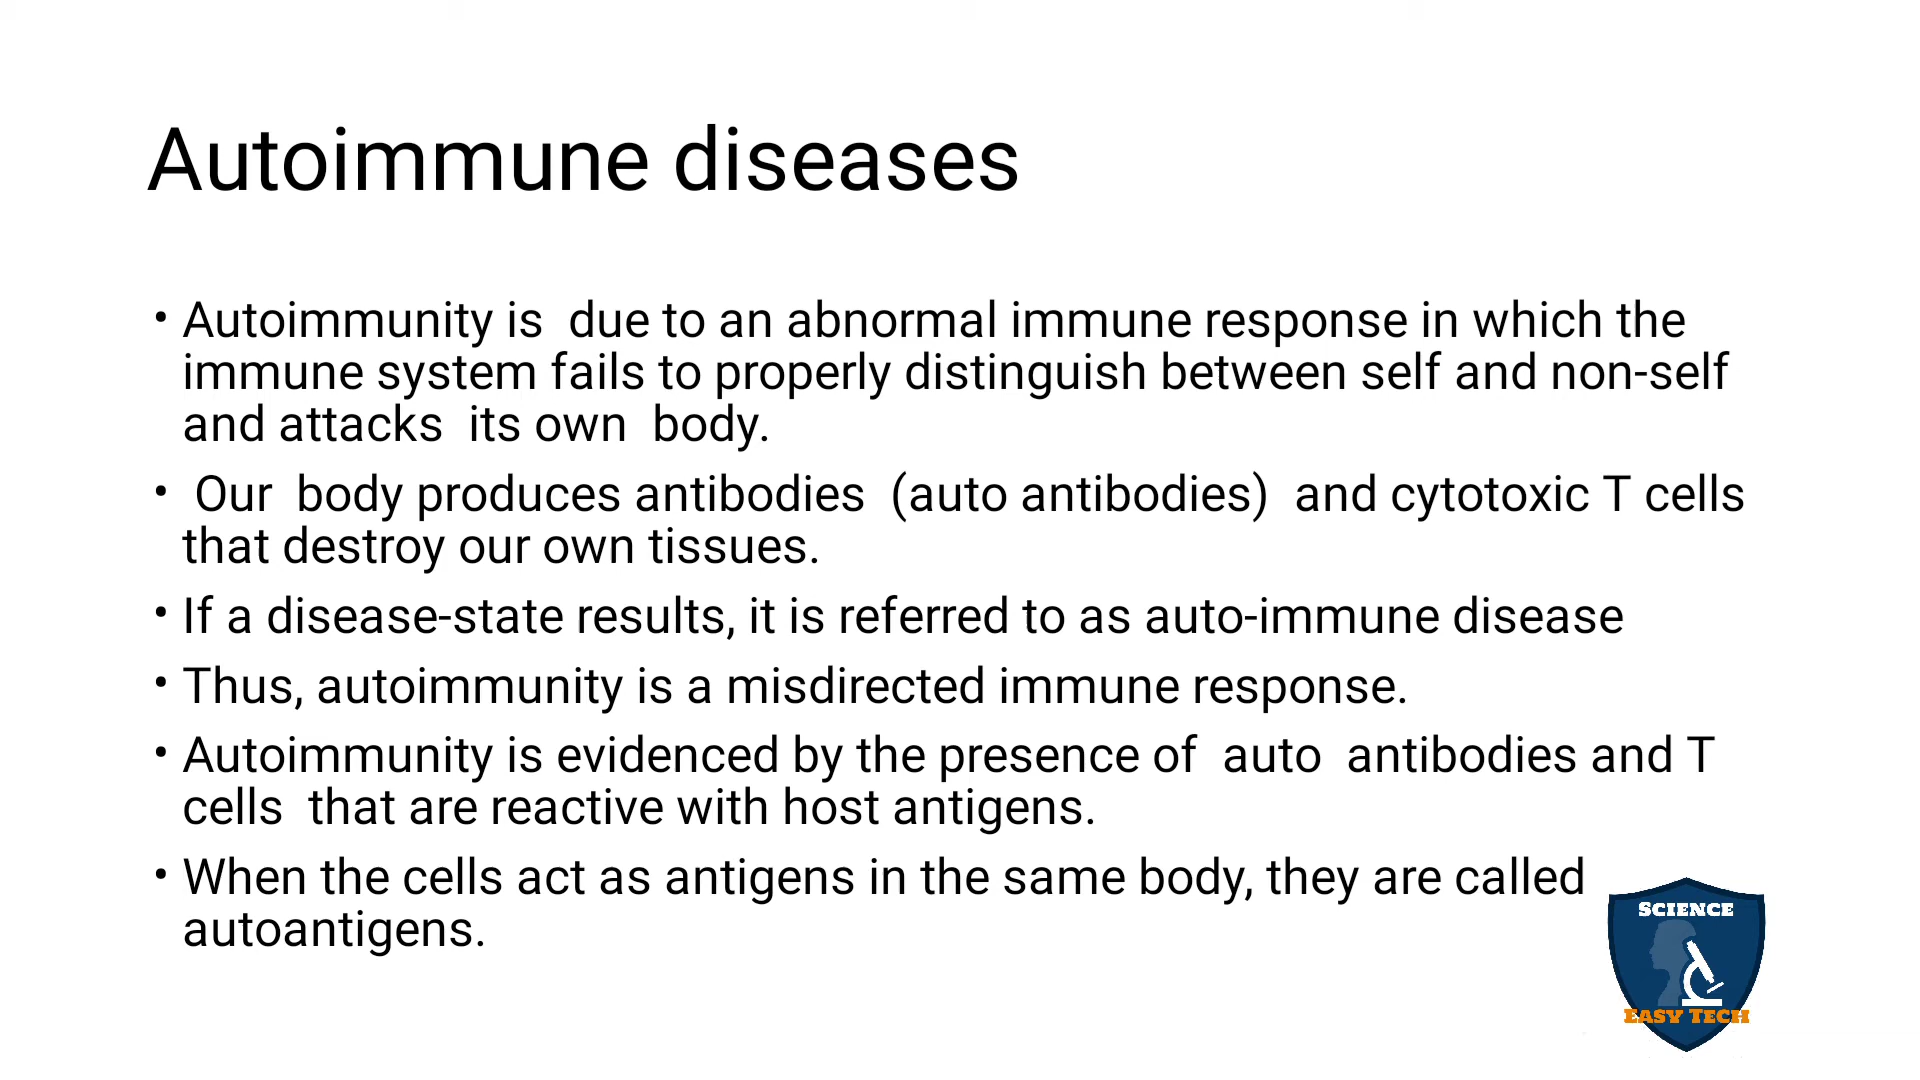 Autoimmune diseases
• Autoimmunity is  due to an abnormal immune response in which the
immune system fails to properly distinguish between self and non-self
and attacks  its own  body.
•  Our  body produces antibodies  (auto antibodies)  and cytotoxic T cells
that destroy our own tissues.
• If a disease-state results, it is referred to as auto-immune disease
• Thus, autoimmunity is a misdirected immune response.
• Autoimmunity is evidenced by the presence of  auto  antibodies and T
cells  that are reactive with host antigens.
• When the cells act as antigens in the same body, they are called
autoantigens.
SCIENCE
EASY TECH